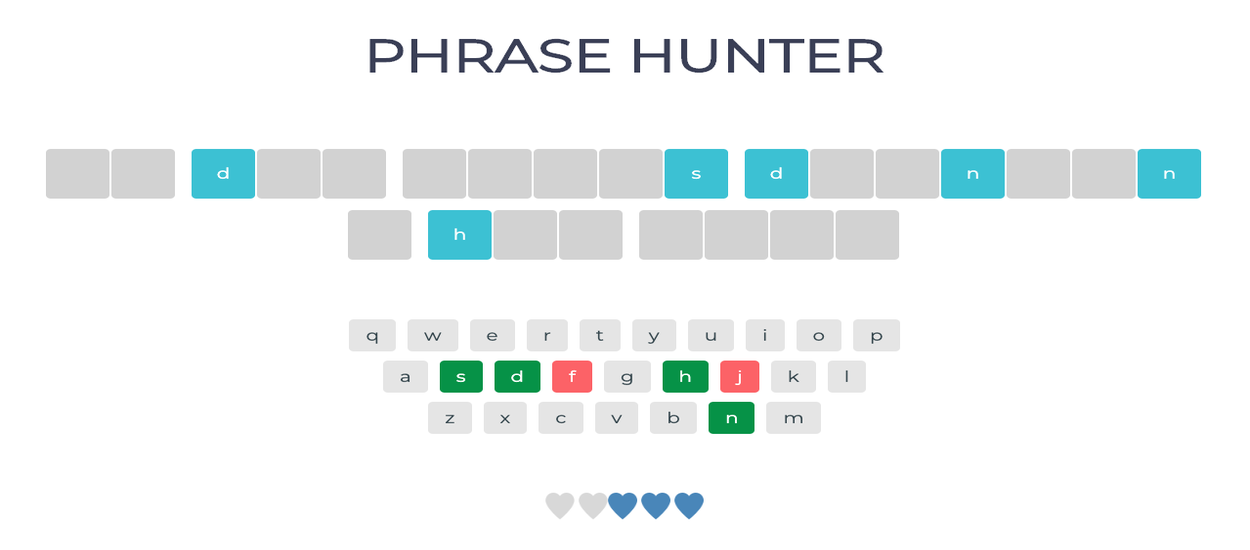 PHRASE HUNTER
d s d n n
h
q w e r t y u i o p
a s d f g h j k l
z x c v b n m